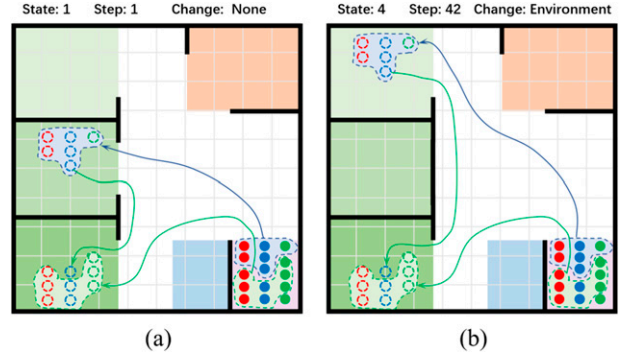 State: 1 Step: 1 Change: None
State: 4 Step: 42 Change: Environment
(a)
(b)